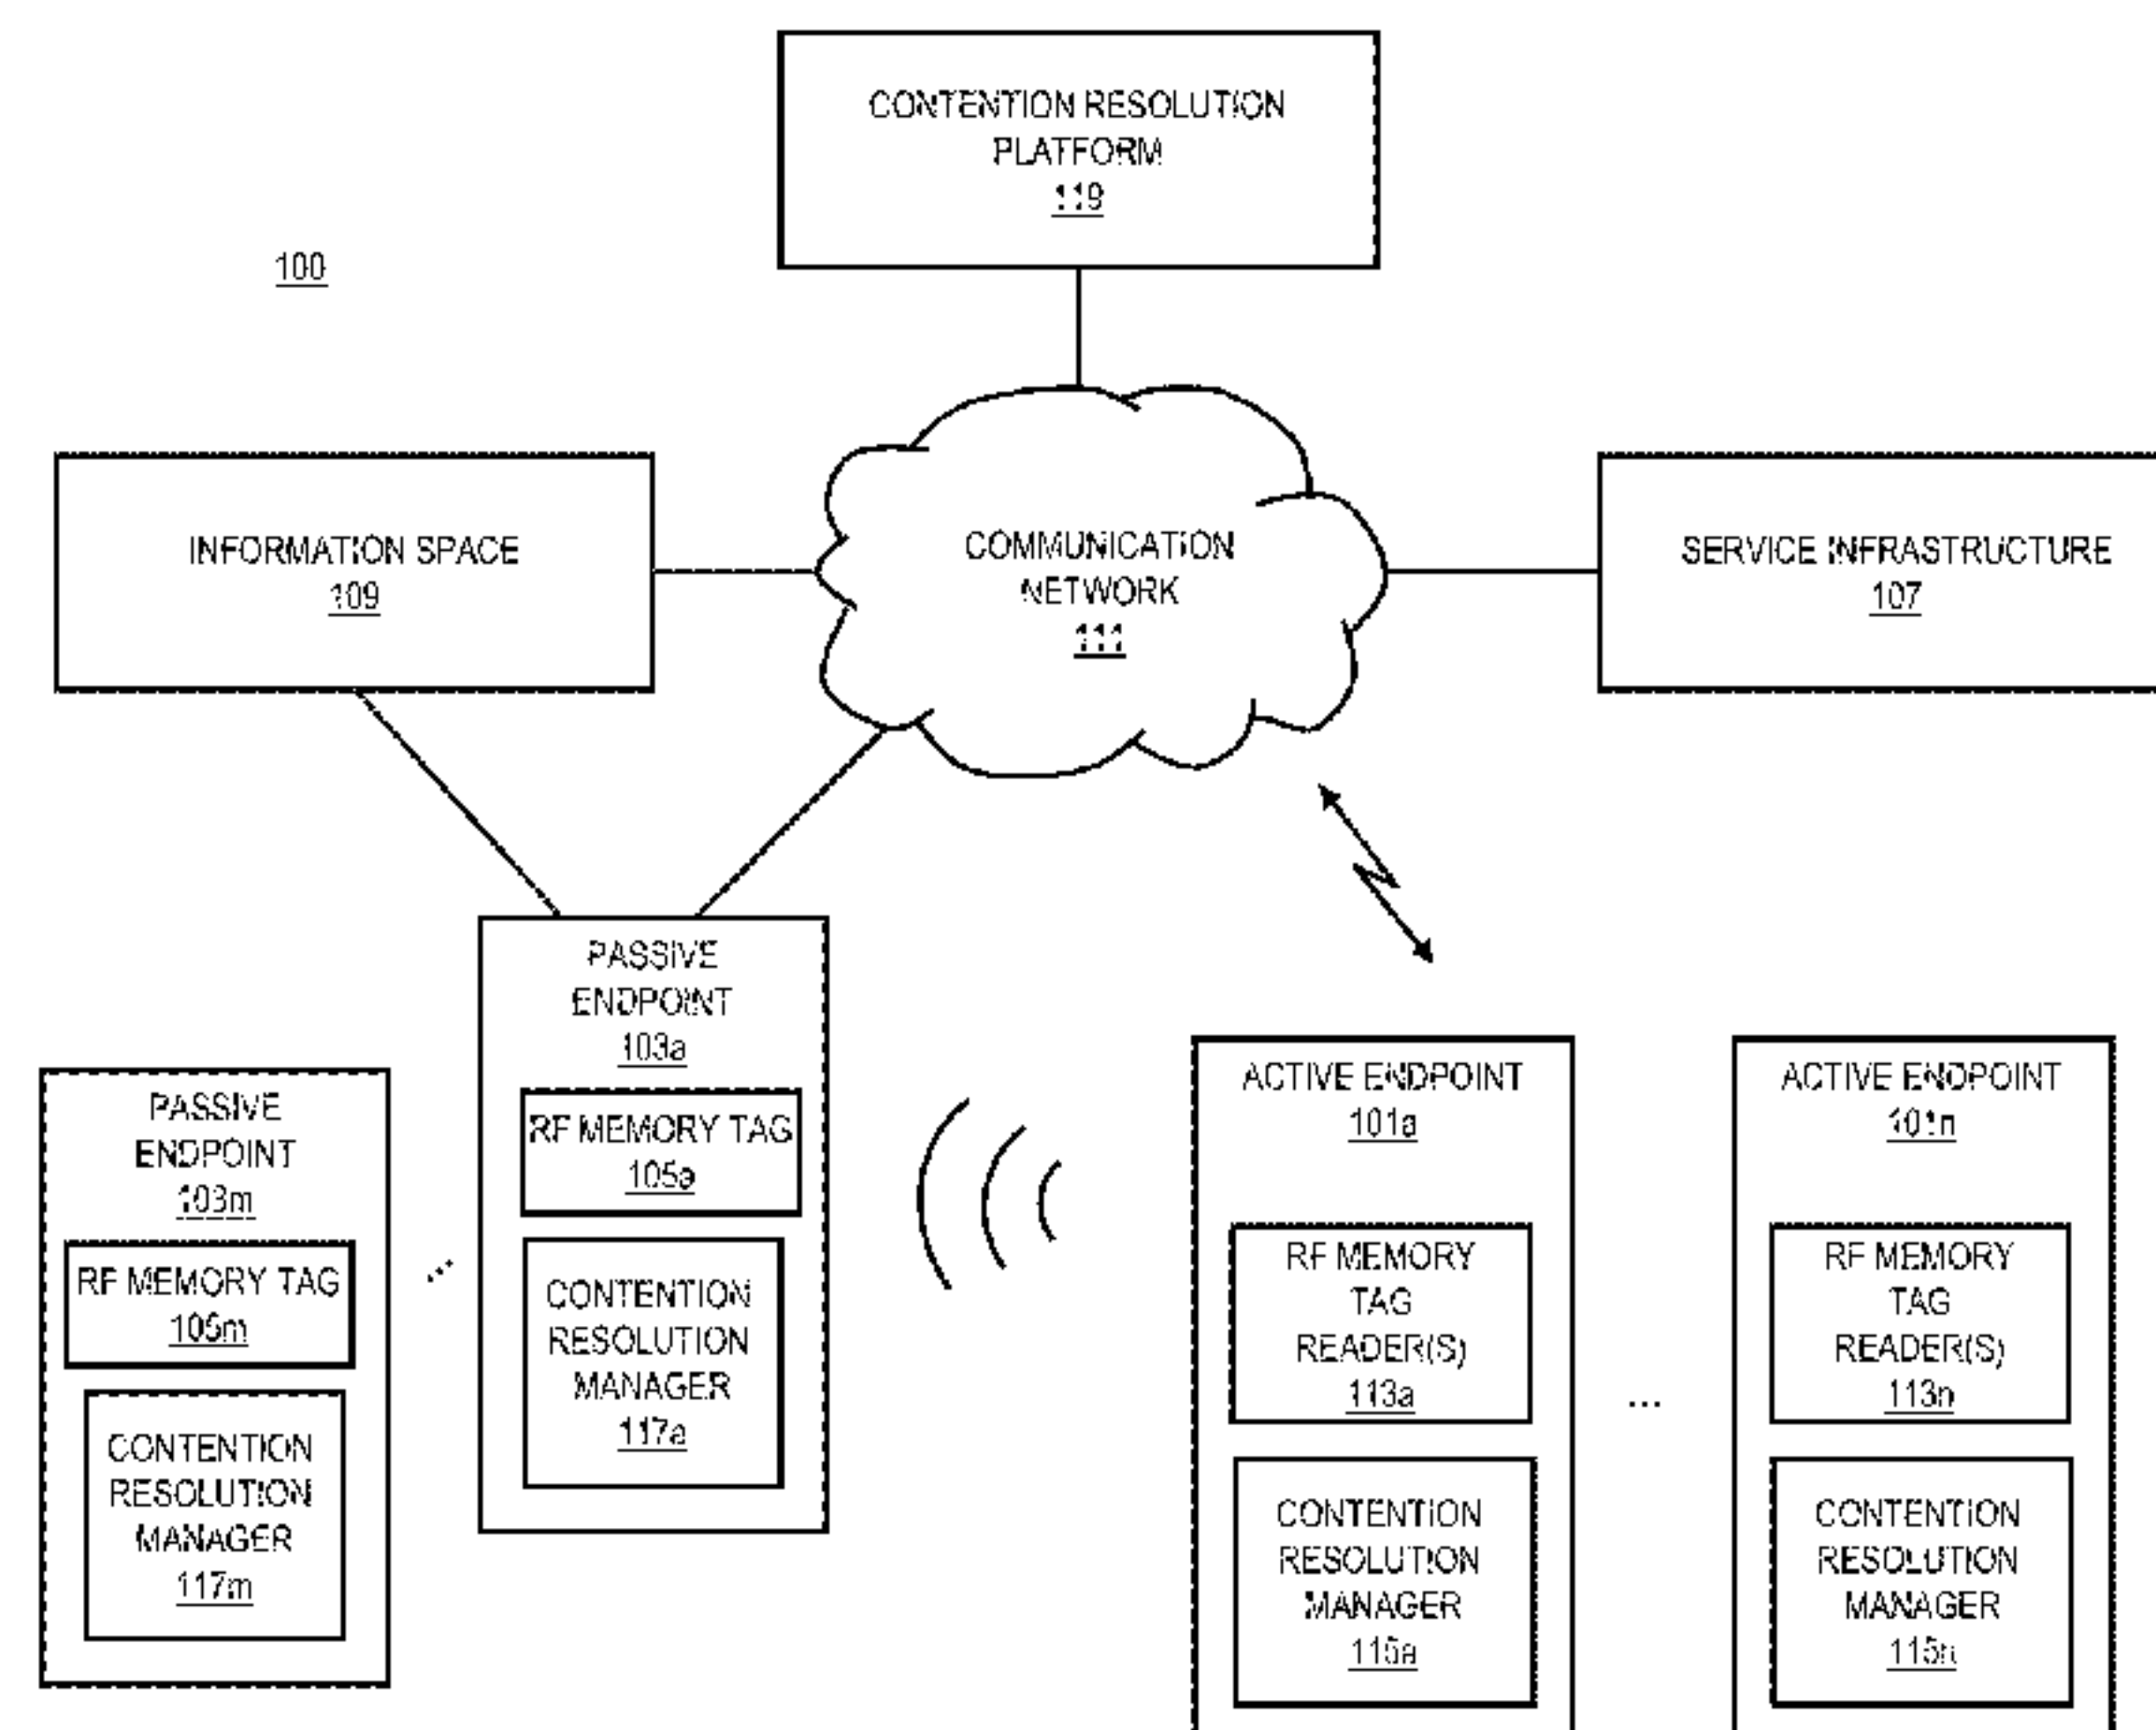 CONTENTION RESOLUTION
PLATFORM
119
100
INFORMATION SPACE
109
COMMUNICATION
NETWORK
111
SERVICE INFRASTRUCTURE
107
PASSIVE
ENDPOINT
103a
RF MEMORY TAG
105a
CONTENTION
RESOLUTION
MANAGER
117a
PASSIVE
ENDPOINT
103m
RF MEMORY TAG
105m
CONTENTION
RESOLUTION
MANAGER
117m
...
ACTIVE ENDPOINT
101a
RF MEMORY
TAG
READER(S)
113a
CONTENTION
RESOLUTION
MANAGER
115a
...
ACTIVE ENDPOINT
101n
RF MEMORY
TAG
READER(S)
113n
CONTENTION
RESOLUTION
MANAGER
115n